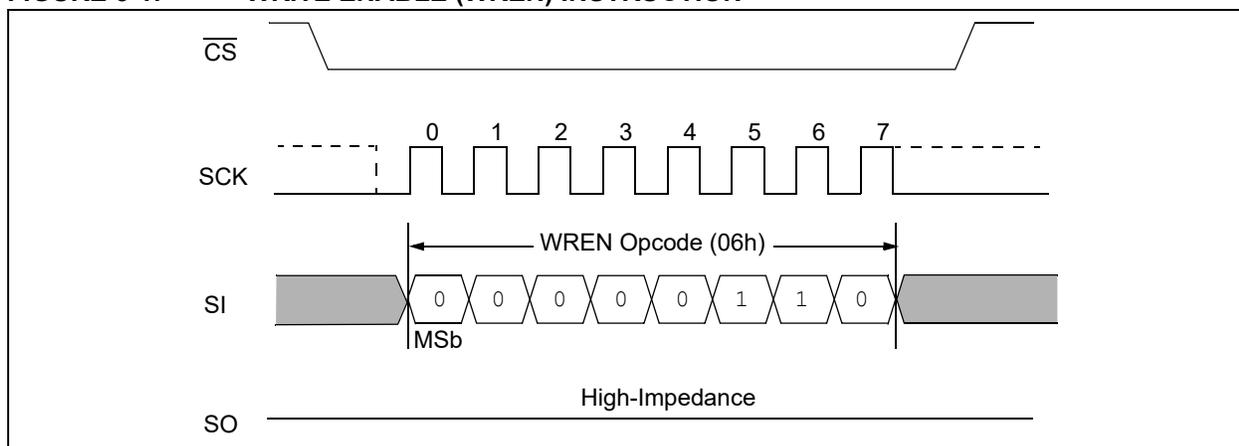 CS
0 1 2 3 4 5 6 7
SCK
WREN Opcode (06h)
SI 0 0 0 0 0 1 1 0
MSb
High-Impedance
SO